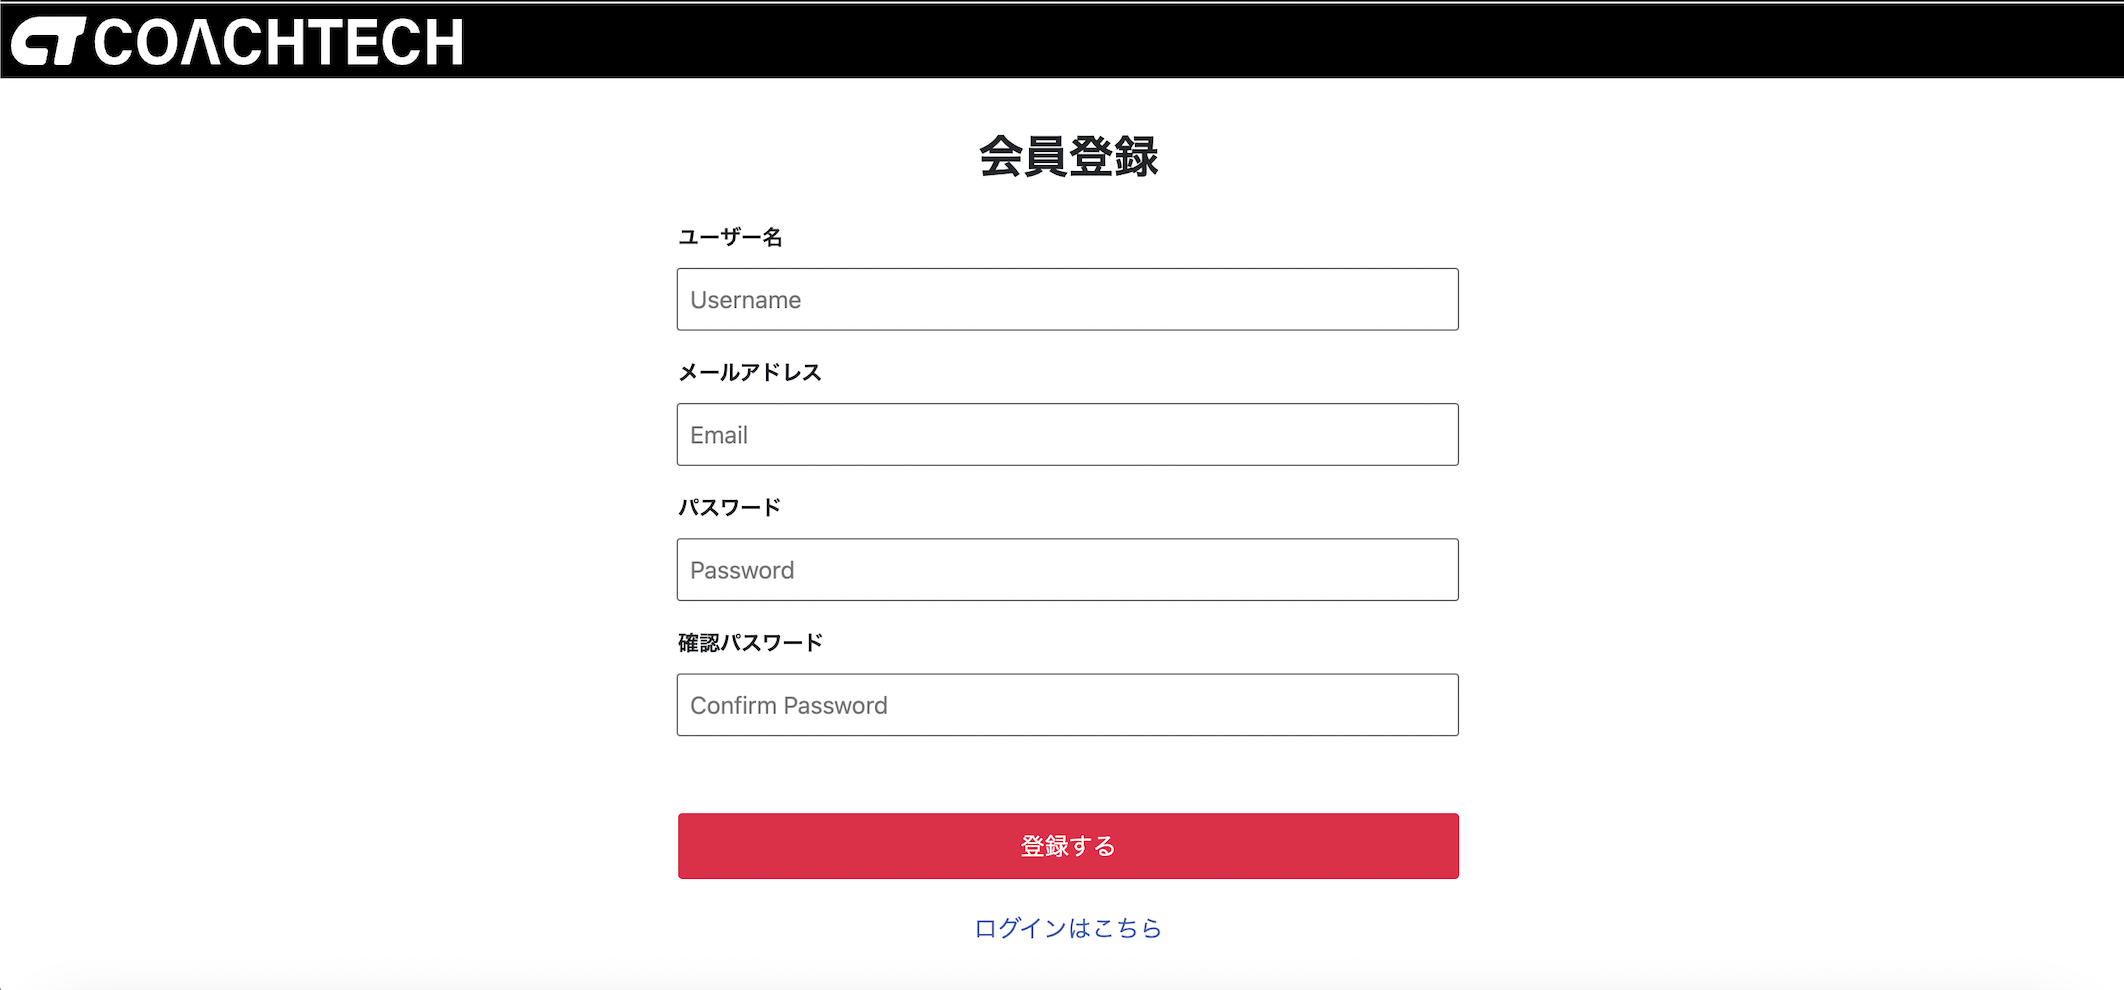 COACHTECH
会員登録
ユーザー名
Username
メールアドレス
Email
パスワード
Password
確認パスワード
Confirm Password
登録する
ログインはこちら